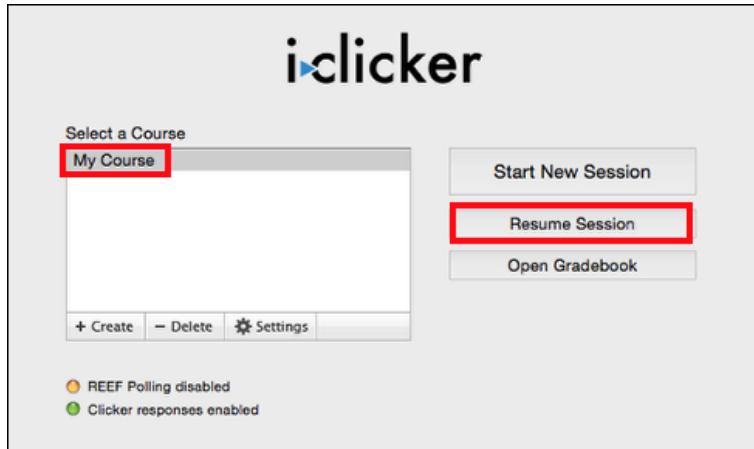 i>clicker
Select a Course
My Course
Start New Session
Resume Session
Open Gradebook
+ Create
− Delete
Settings
REEF Polling disabled
Clicker responses enabled